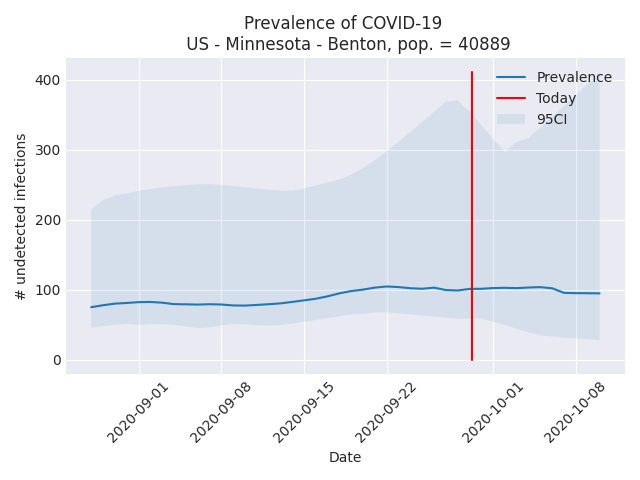 Prevalence of COVID-19
US - Minnesota - Benton, pop. = 40889
Prevalence
Today
95CI
400
300
200
100
0
# undetected infections
2020-09-01
2020-09-08
2020-09-15
2020-09-22
2020-10-01
2020-10-08
Date